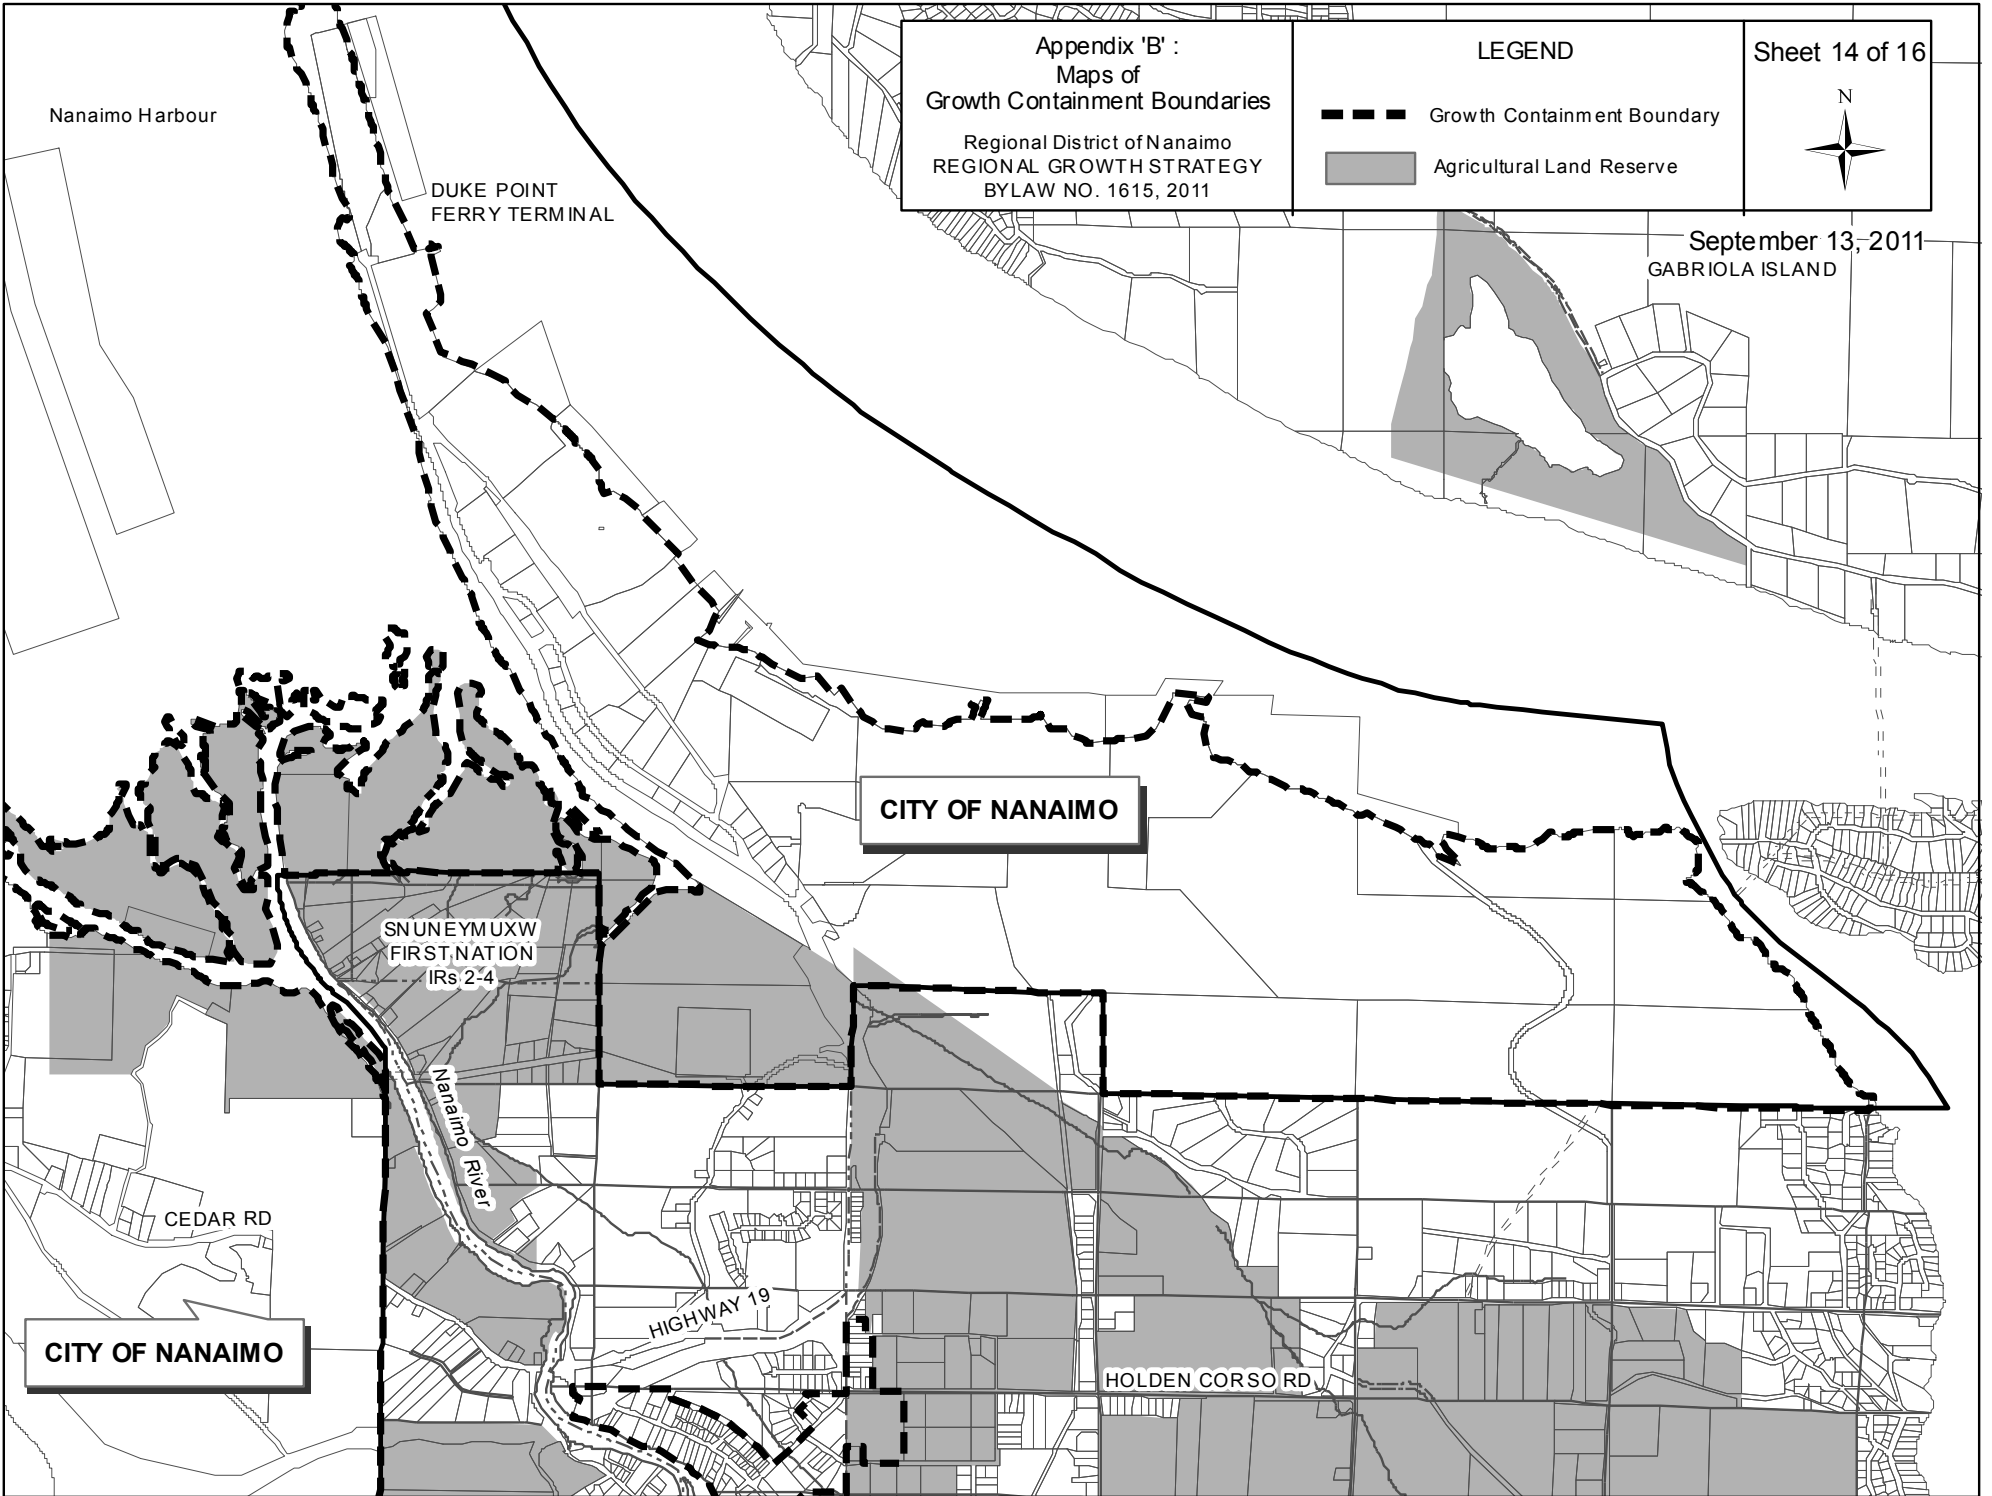 Appendix 'B' :
Maps of
Growth Containment Boundaries
Regional District of Nanaimo
REGIONAL GROWTH STRATEGY
BYLAW NO. 1615, 2011
LEGEND
Growth Containment Boundary
Agricultural Land Reserve
Sheet 14 of 16
N
September 13, 2011
GABRIOLA ISLAND
Nanaimo Harbour
DUKE POINT
FERRY TERMINAL
CITY OF NANAIMO
SNUNEYMUXW
FIRST NATION
IRs 2-4
Nanaimo River
CEDAR RD
HIGHWAY 19
CITY OF NANAIMO
HOLDEN CORSO RD